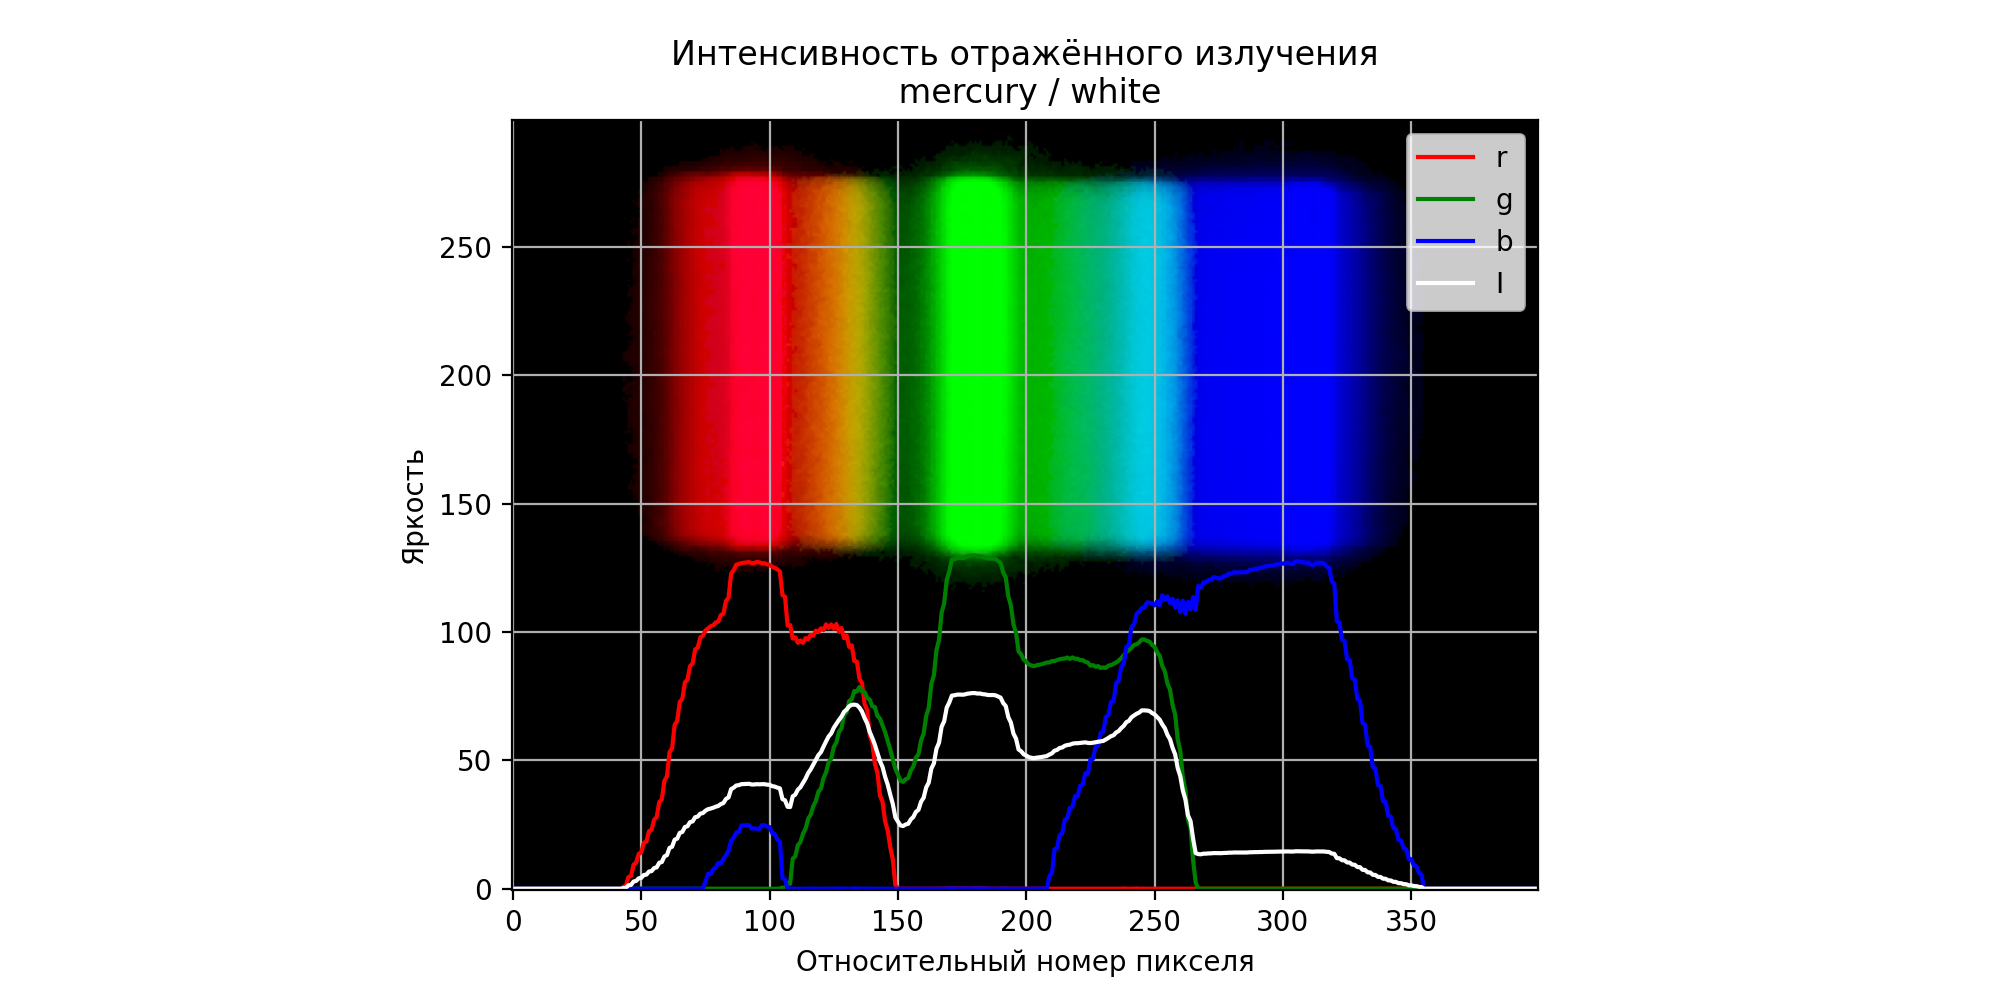 Интенсивность отражённого излучения
mercury / white
r
g
b
l
250
200
150
100
50
0
Яркость
0 50 100 150 200 250 300 350
Относительный номер пикселя